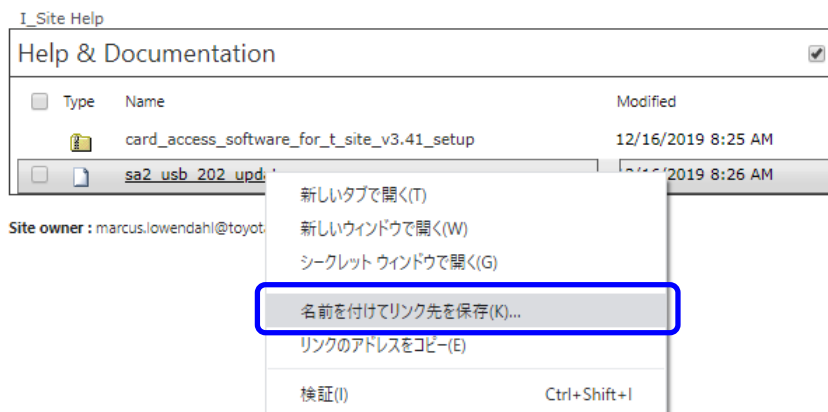 I_Site Help
Help & Documentation
Type Name Modified
card_access_software_for_t_site_v3.41_setup 12/16/2019 8:25 AM
sa2_usb_202_upda /2019 8:26 AM
新しいタブで開く(T)
Site owner : marcus.lowendahl@toyot
新しいウィンドウで開く(W)
シークレット ウィンドウで開く(G)
名前を付けてリンク先を保存(K)...
リンクのアドレスをコピー(E)
検証(I) Ctrl+Shift+I